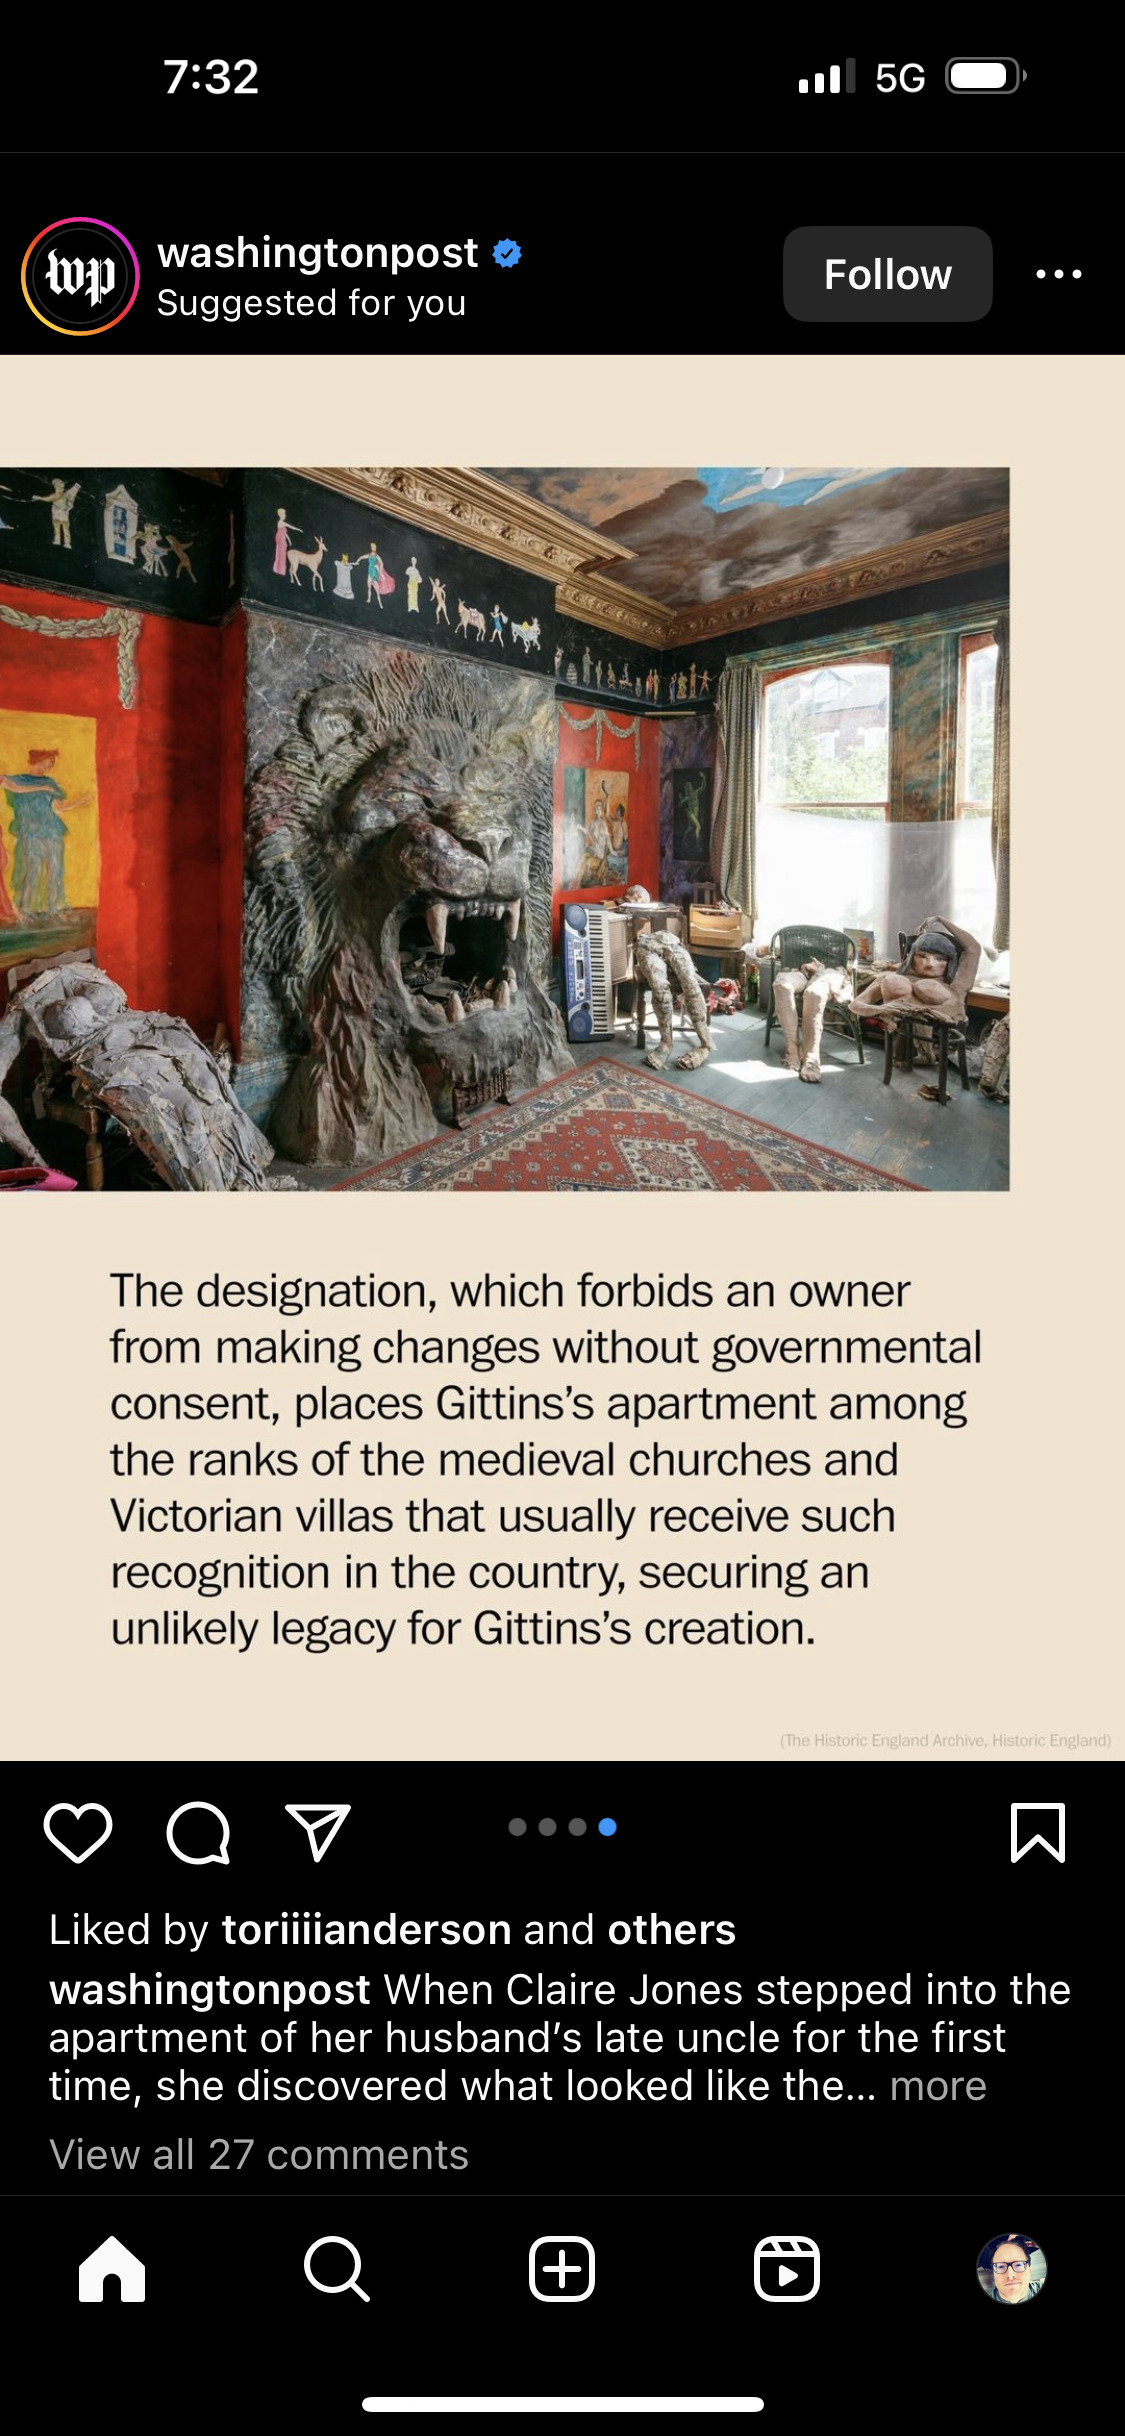 7:32
5G
wp
washingtonpost
Suggested for you
Follow
The designation, which forbids an owner
from making changes without governmental
consent, places Gittins’s apartment among
the ranks of the medieval churches and
Victorian villas that usually receive such
recognition in the country, securing an
unlikely legacy for Gittins’s creation.
(The Historic England Archive, Historic England)
Liked by toriiiianderson and others
washingtonpost When Claire Jones stepped into the
apartment of her husband’s late uncle for the first
time, she discovered what looked like the... more
View all 27 comments